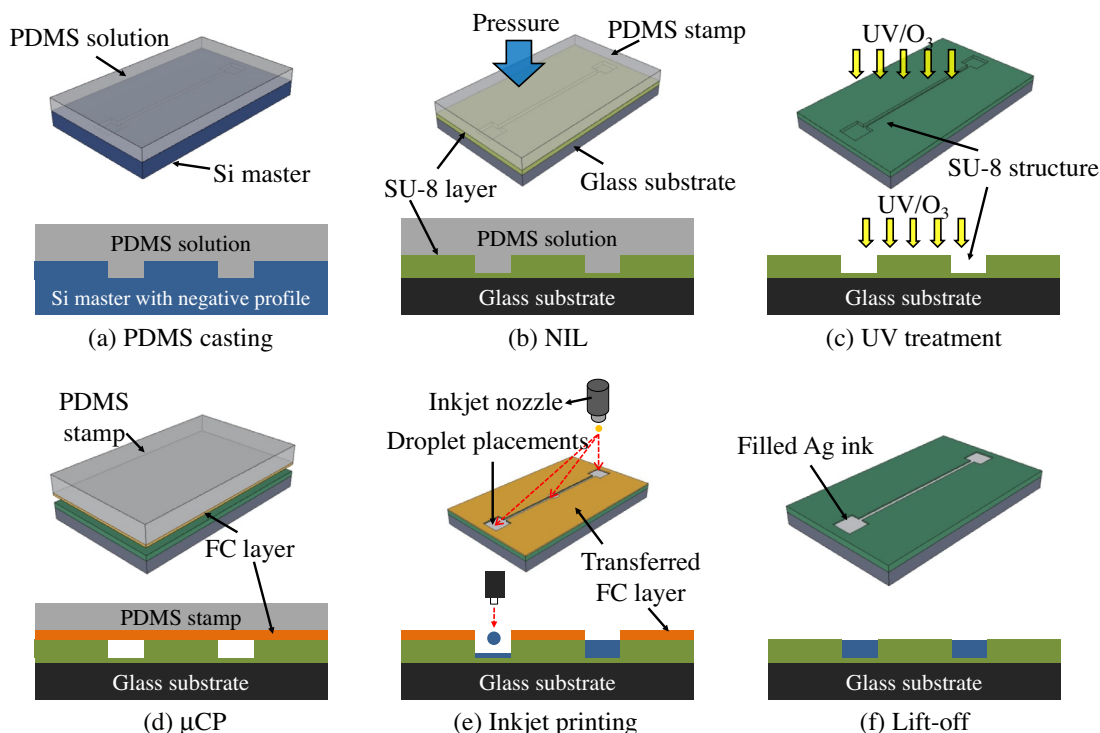 PDMS solution
Si master
PDMS solution
Si master with negative profile
(a) PDMS casting
Pressure
PDMS stamp
SU-8 layer
Glass substrate
PDMS solution
Glass substrate
(b) NIL
UV/O₃
SU-8 structure
UV/O₃
Glass substrate
(c) UV treatment
PDMS
stamp
FC layer
PDMS stamp
Glass substrate
(d) μCP
Inkjet nozzle
Droplet placements
Transferred
FC layer
Glass substrate
(e) Inkjet printing
Filled Ag ink
Glass substrate
(f) Lift-off